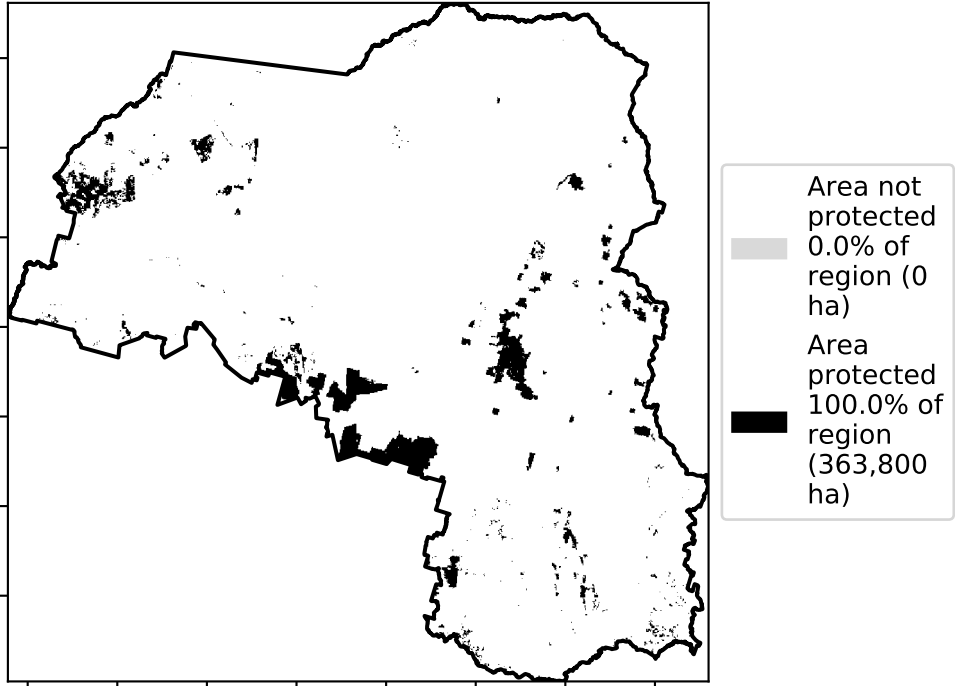 Area not
protected
0.0% of
region (0
ha)
Area
protected
100.0% of
region
(363,800
ha)